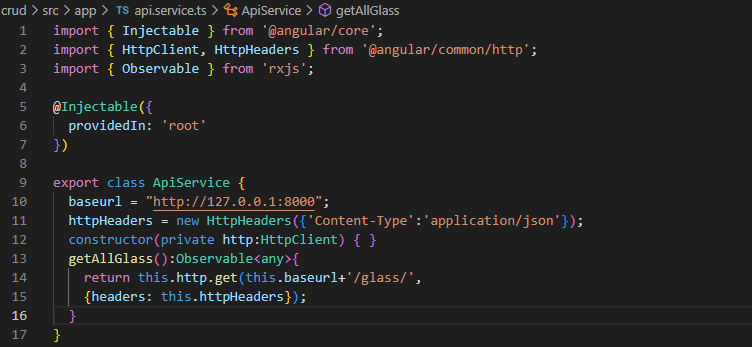 crud > src > app > TS api.service.ts > ApiService > getAllGlass
1 import { Injectable } from '@angular/core';
2 import { HttpClient, HttpHeaders } from '@angular/common/http';
3 import { Observable } from 'rxjs';
4
5 @Injectable({
6   providedIn: 'root'
7 })
8
9 export class ApiService {
10   baseurl = "http://127.0.0.1:8000";
11   httpHeaders = new HttpHeaders({'Content-Type':'application/json'});
12   constructor(private http:HttpClient) { }
13   getAllGlass():Observable<any>{
14     return this.http.get(this.baseurl+'/glass/',
15     {headers: this.httpHeaders});
16   }
17 }